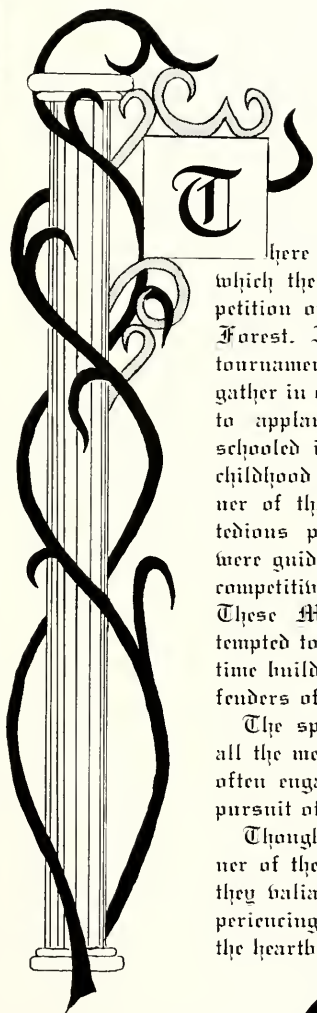 There
which the
petition o
Forest.
tournamen
gather in
to applau
schooled i
childhood
ner of th
tedious p
were guid
competitiv
These M
tempted to
time build
fenders of
The sp
all the me
often enga
pursuit of
Though
ner of the
they valia
periencing
the heartb